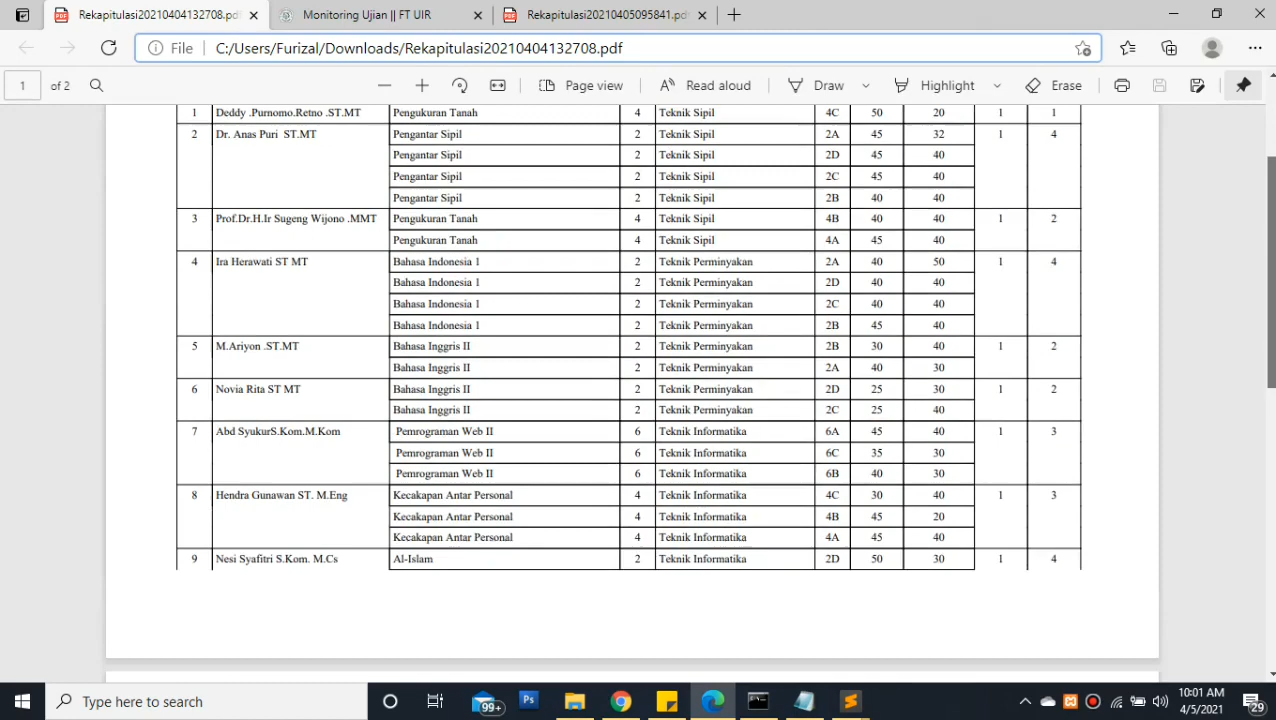 Rekapitulasi20210404132708.pdf Monitoring Ujian || FT UIR Rekapitulasi20210405095841.pdf
File C:/Users/Furizal/Downloads/Rekapitulasi20210404132708.pdf
1 of 2 Page view Read aloud Draw Highlight Erase
1 Deddy .Purnomo.Retno .ST.MT Pengukuran Tanah 4 Teknik Sipil 4C 50 20 1 1
2 Dr. Anas Puri ST.MT Pengantar Sipil 2 Teknik Sipil 2A 45 32 1 4
Pengantar Sipil 2 Teknik Sipil 2D 45 40
Pengantar Sipil 2 Teknik Sipil 2C 45 40
Pengantar Sipil 2 Teknik Sipil 2B 40 40
3 Prof.Dr.H.Ir Sugeng Wijono .MMT Pengukuran Tanah 4 Teknik Sipil 4B 40 40 1 2
Pengukuran Tanah 4 Teknik Sipil 4A 45 40
4 Ira Herawati ST MT Bahasa Indonesia 1 2 Teknik Perminyakan 2A 40 50 1 4
Bahasa Indonesia 1 2 Teknik Perminyakan 2D 40 40
Bahasa Indonesia 1 2 Teknik Perminyakan 2C 40 40
Bahasa Indonesia 1 2 Teknik Perminyakan 2B 45 40
5 M.Ariyon .ST.MT Bahasa Inggris II 2 Teknik Perminyakan 2B 30 40 1 2
Bahasa Inggris II 2 Teknik Perminyakan 2A 40 30
6 Novia Rita ST MT Bahasa Inggris II 2 Teknik Perminyakan 2D 25 30 1 2
Bahasa Inggris II 2 Teknik Perminyakan 2C 25 40
7 Abd SyukurS.Kom.M.Kom Pemrograman Web II 6 Teknik Informatika 6A 45 40 1 3
Pemrograman Web II 6 Teknik Informatika 6C 35 30
Pemrograman Web II 6 Teknik Informatika 6B 40 30
8 Hendra Gunawan ST. M.Eng Kecakapan Antar Personal 4 Teknik Informatika 4C 30 40 1 3
Kecakapan Antar Personal 4 Teknik Informatika 4B 45 20
Kecakapan Antar Personal 4 Teknik Informatika 4A 45 40
9 Nesi Syafitri S.Kom. M.Cs Al-Islam 2 Teknik Informatika 2D 50 30 1 4
Type here to search 99+ Ps 10:01 AM
4/5/2021 29